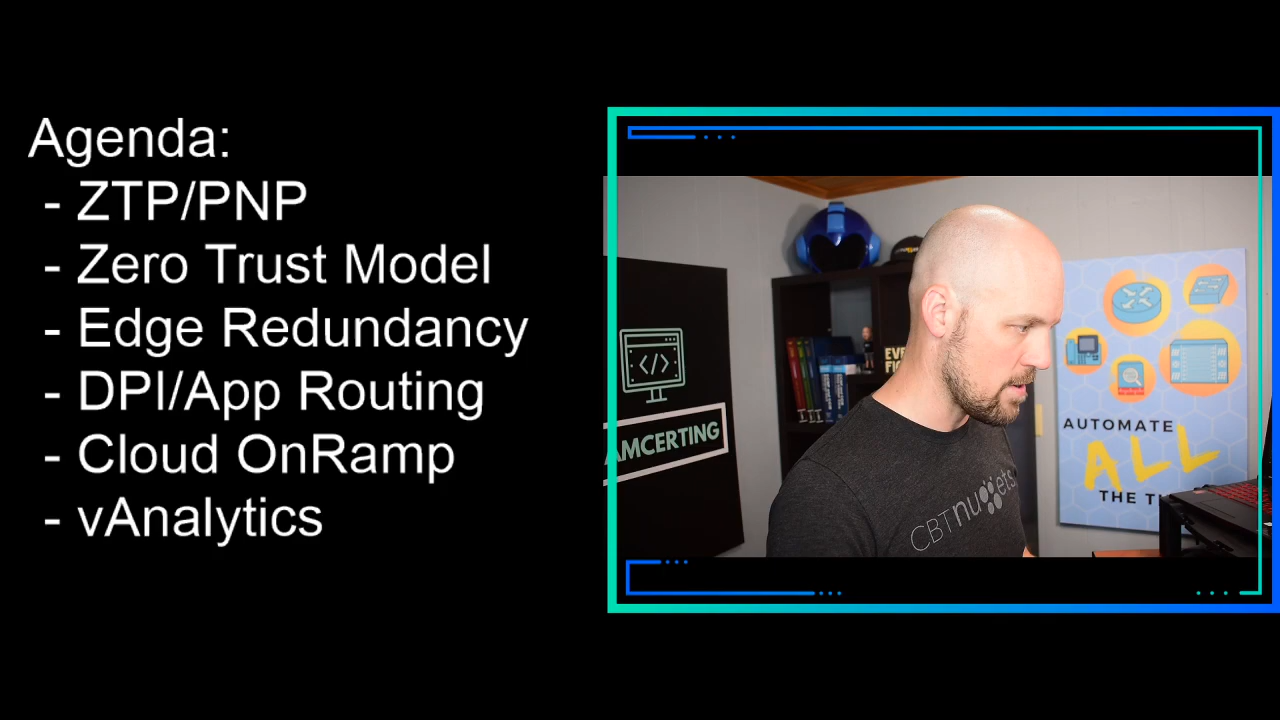 Agenda:
- ZTP/PNP
- Zero Trust Model
- Edge Redundancy
- DPI/App Routing
- Cloud OnRamp
- vAnalytics
</>
AMCERTING
CBTnuggets
AUTOMATE
ALL
THE